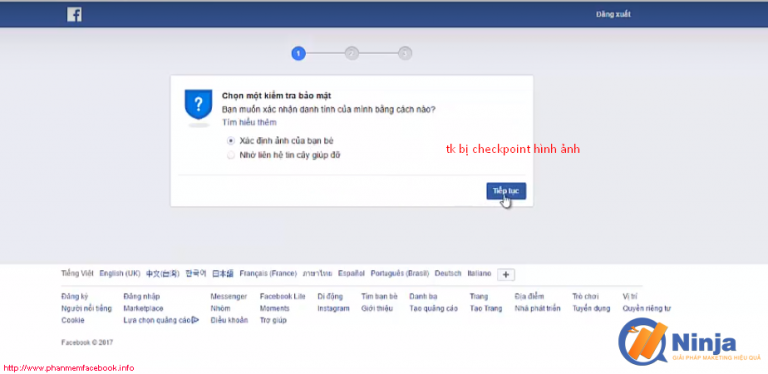 Đăng xuất
1 2 3
Chọn một kiểm tra bảo mật
Bạn muốn xác nhận danh tính của mình bằng cách nào?
Tìm hiểu thêm
Xác định ảnh của bạn bè
Nhờ liên hệ tin cậy giúp đỡ
tk bị checkpoint hình ảnh
Tiếp tục
Tiếng Việt English (UK) 中文(台灣) 한국어 日本語 Français (France) ภาษาไทย Español Português (Brasil) Deutsch Italiano +
Đăng ký Đăng nhập Messenger Facebook Lite Di động Tìm bạn bè Danh bạ Trang Địa điểm Trò chơi Vị trí
Người nổi tiếng Marketplace Nhóm Moments Instagram Giới thiệu Tạo quảng cáo Tạo Trang Nhà phát triển Tuyển dụng Quyền riêng tư
Cookie Lựa chọn quảng cáo Điều khoản Trợ giúp
Facebook © 2017
Ninja
GIẢI PHÁP MARKETING HIỆU QUẢ
http://www.phanmemfacebook.info